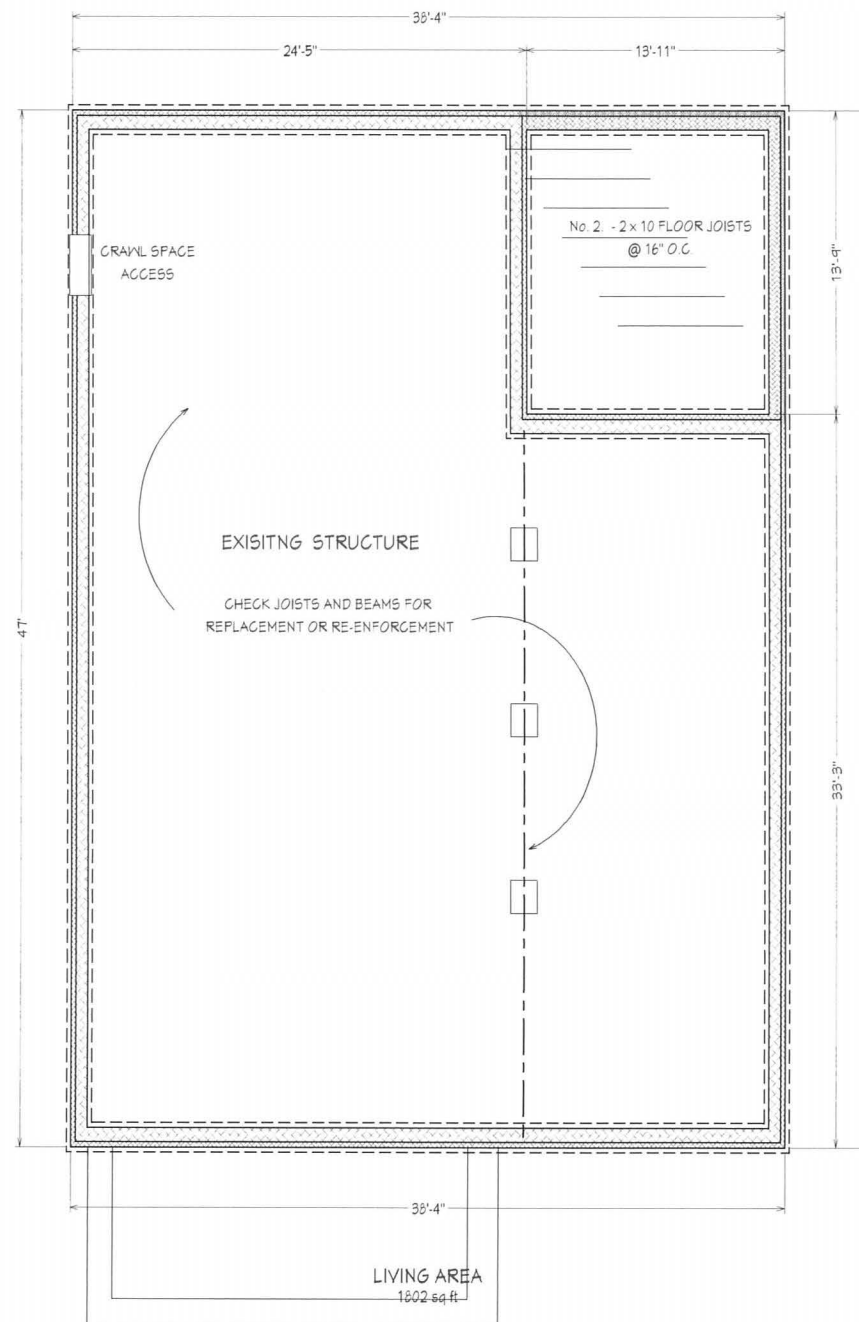 38'-4"
24'-5"
13'-11"
No. 2. - 2 x 10 FLOOR JOISTS
@ 16" O.C
CRAWL SPACE
ACCESS
13'-9"
EXISITNG STRUCTURE
CHECK JOISTS AND BEAMS FOR
REPLACEMENT OR RE-ENFORCEMENT
47'
33'-3"
38'-4"
LIVING AREA
1802 sq ft